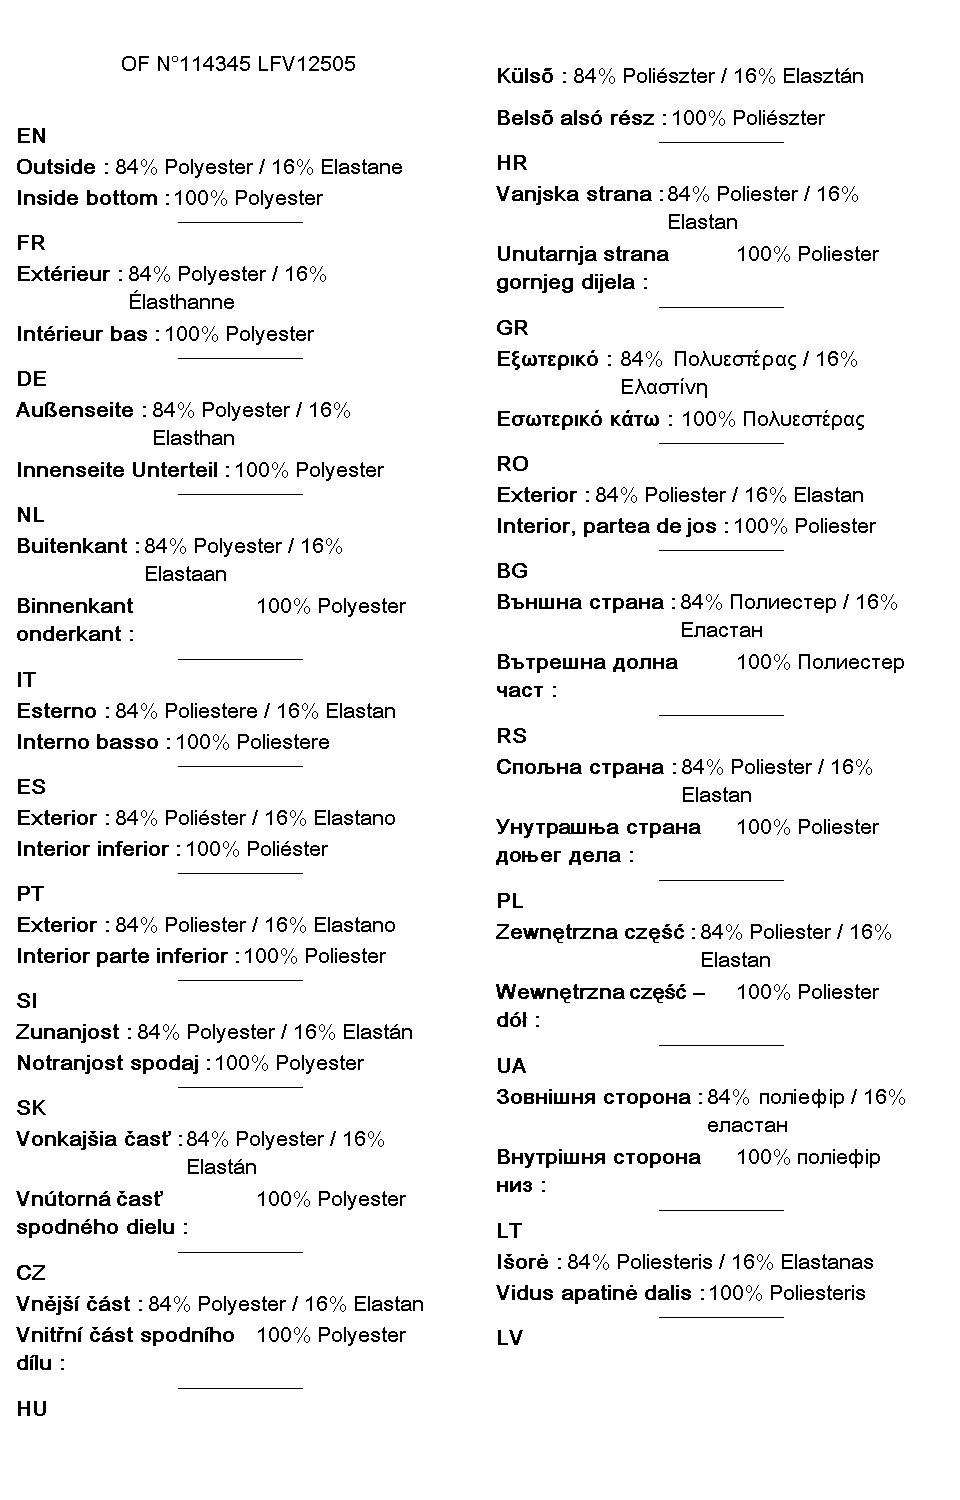 OF N°114345 LFV12505
EN
Outside : 84% Polyester / 16% Elastane
Inside bottom : 100% Polyester
FR
Extérieur : 84% Polyester / 16%
Élasthanne
Intérieur bas : 100% Polyester
DE
Außenseite : 84% Polyester / 16%
Elasthan
Innenseite Unterteil : 100% Polyester
NL
Buitenkant : 84% Polyester / 16%
Elastaan
Binnenkant 100% Polyester
onderkant :
IT
Esterno : 84% Poliestere / 16% Elastan
Interno basso : 100% Poliestere
ES
Exterior : 84% Poliéster / 16% Elastano
Interior inferior : 100% Poliéster
PT
Exterior : 84% Poliester / 16% Elastano
Interior parte inferior : 100% Poliester
SI
Zunanjost : 84% Polyester / 16% Elastán
Notranjost spodaj : 100% Polyester
SK
Vonkajšia časť : 84% Polyester / 16%
Elastán
Vnútorná časť 100% Polyester
spodného dielu :
CZ
Vnější část : 84% Polyester / 16% Elastan
Vnitřní část spodního 100% Polyester
dílu :
HU
Külső : 84% Poliészter / 16% Elasztán
Belső alsó rész : 100% Poliészter
HR
Vanjska strana : 84% Poliester / 16%
Elastan
Unutarnja strana 100% Poliester
gornjeg dijela :
GR
Εξωτερικό : 84% Πολυεστέρας / 16%
Ελαστίνη
Εσωτερικό κάτω : 100% Πολυεστέρας
RO
Exterior : 84% Poliester / 16% Elastan
Interior, partea de jos : 100% Poliester
BG
Външна страна : 84% Полиестер / 16%
Еластан
Вътрешна долна 100% Полиестер
част :
RS
Спољна страна : 84% Poliester / 16%
Elastan
Унутрашња страна 100% Poliester
доњег дела :
PL
Zewnętrzna część : 84% Poliester / 16%
Elastan
Wewnętrzna część – 100% Poliester
dół :
UA
Зовнішня сторона : 84% поліефір / 16%
еластан
Внутрішня сторона 100% поліефір
низ :
LT
Išorė : 84% Poliesteris / 16% Elastanas
Vidus apatinė dalis : 100% Poliesteris
LV